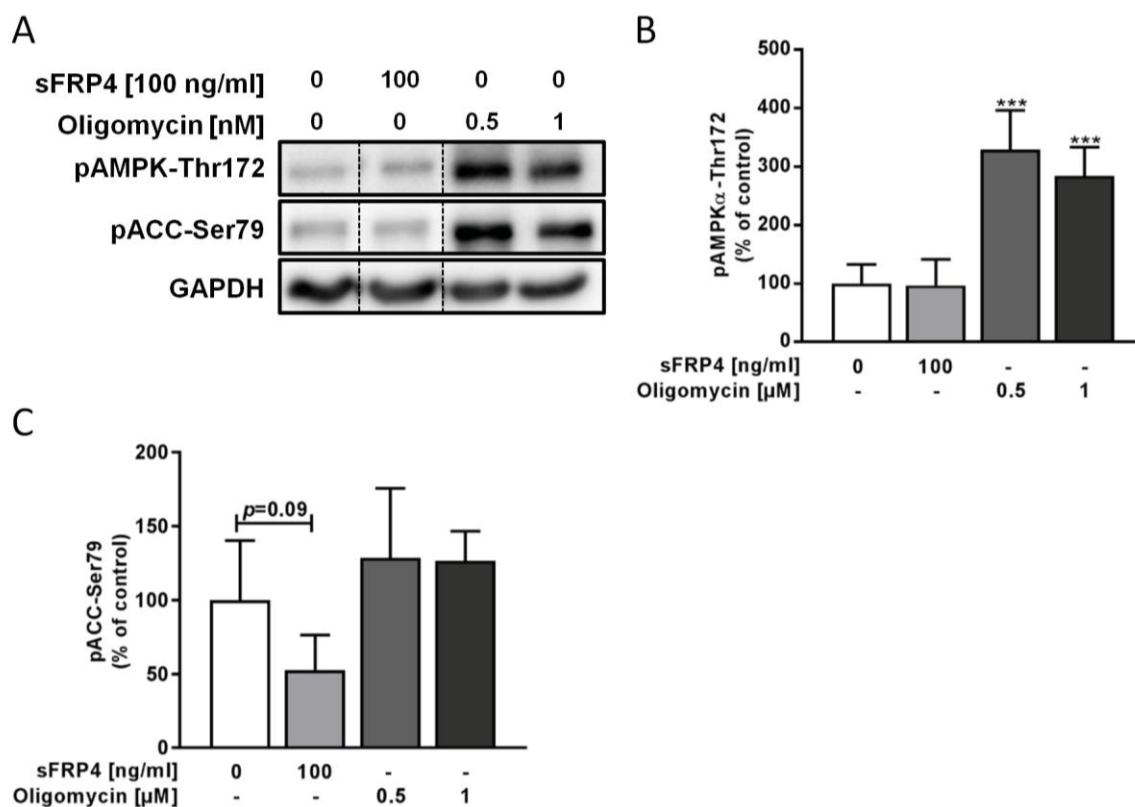 A
sFRP4 [100 ng/ml] 0 100 0 0
Oligomycin [nM] 0 0 0.5 1
pAMPK-Thr172
pACC-Ser79
GAPDH
B
500
400
300
200
100
0
pAMPKα-Thr172
(% of control)
*** ***
sFRP4 [ng/ml] 0 100 - -
Oligomycin [µM] - - 0.5 1
C
200
150
100
50
0
pACC-Ser79
(% of control)
p=0.09
sFRP4 [ng/ml] 0 100 - -
Oligomycin [µM] - - 0.5 1